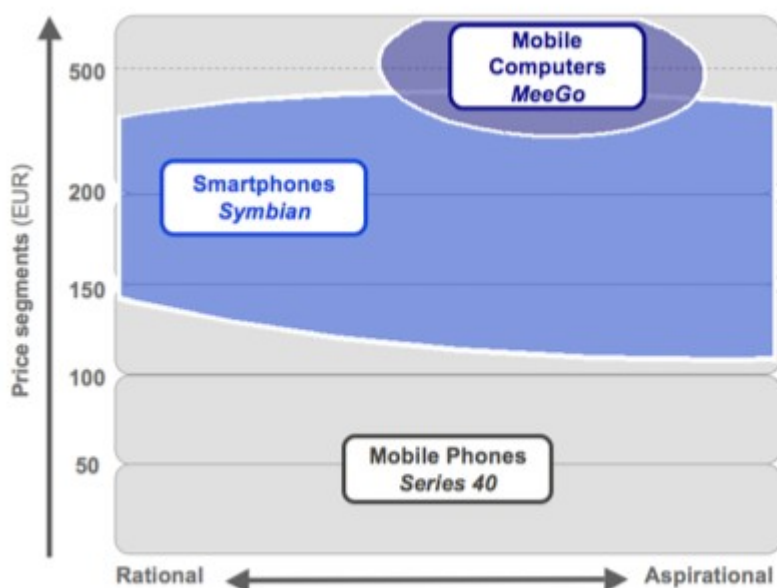 Mobile
Computers
MeeGo
500
Smartphones
Symbian
200
150
100
Mobile Phones
Series 40
50
Price segments (EUR)
Rational
Aspirational